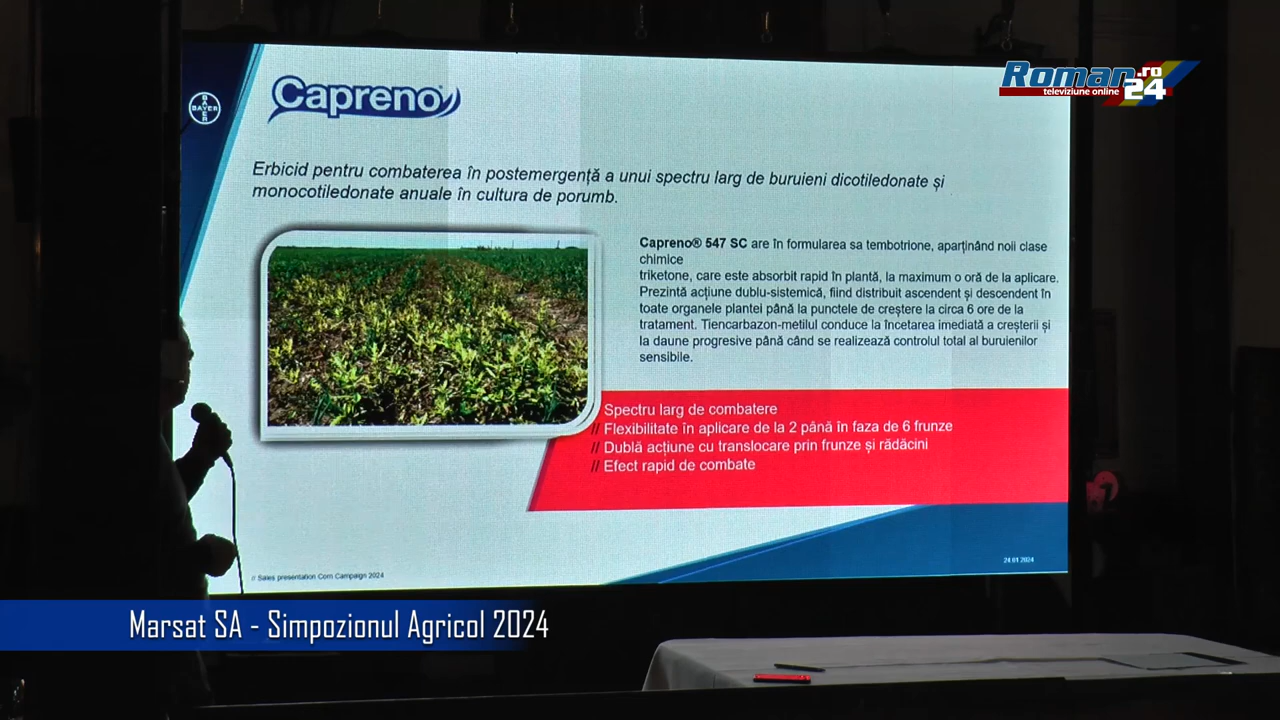 BAYER
BAYER
Capreno
Roman.ro
24
televiziune online
Erbicid pentru combaterea în postemergență a unui spectru larg de buruieni dicotiledonate și
monocotiledonate anuale în cultura de porumb.
Capreno® 547 SC are în formularea sa tembotrione, aparținând noii clase
chimice
triketone, care este absorbit rapid în plantă, la maximum o oră de la aplicare.
Prezintă acțiune dublu-sistemică, fiind distribuit ascendent și descendent în
toate organele plantei până la punctele de creștere la circa 6 ore de la
tratament. Tiencarbazon-metilul conduce la încetarea imediată a creșterii și
la daune progresive până când se realizează controlul total al buruienilor
sensibile.
Spectru larg de combatere
// Flexibilitate în aplicare de la 2 până în faza de 6 frunze
// Dublă acțiune cu translocare prin frunze și rădăcini
// Efect rapid de combate
24.01.2024
// Sales presentation Corn Campaign 2024
Marsat SA - Simpozionul Agricol 2024